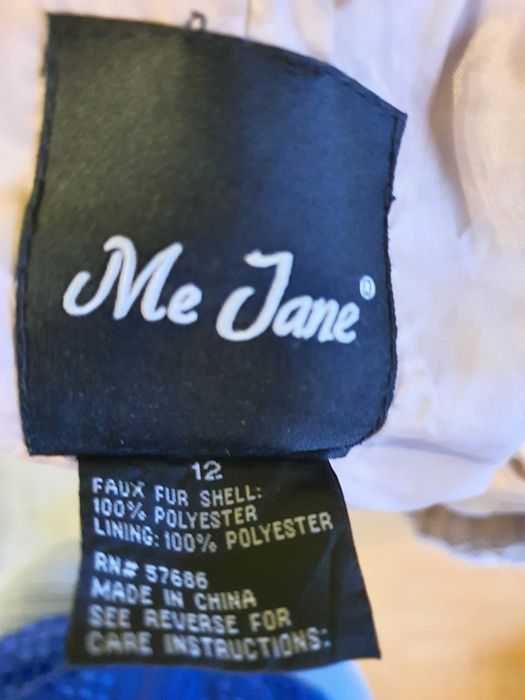 Me Jane®
12
FAUX FUR SHELL:
100% POLYESTER
LINING: 100% POLYESTER
RN# 57686
MADE IN CHINA
SEE REVERSE FOR
CARE INSTRUCTIONS: